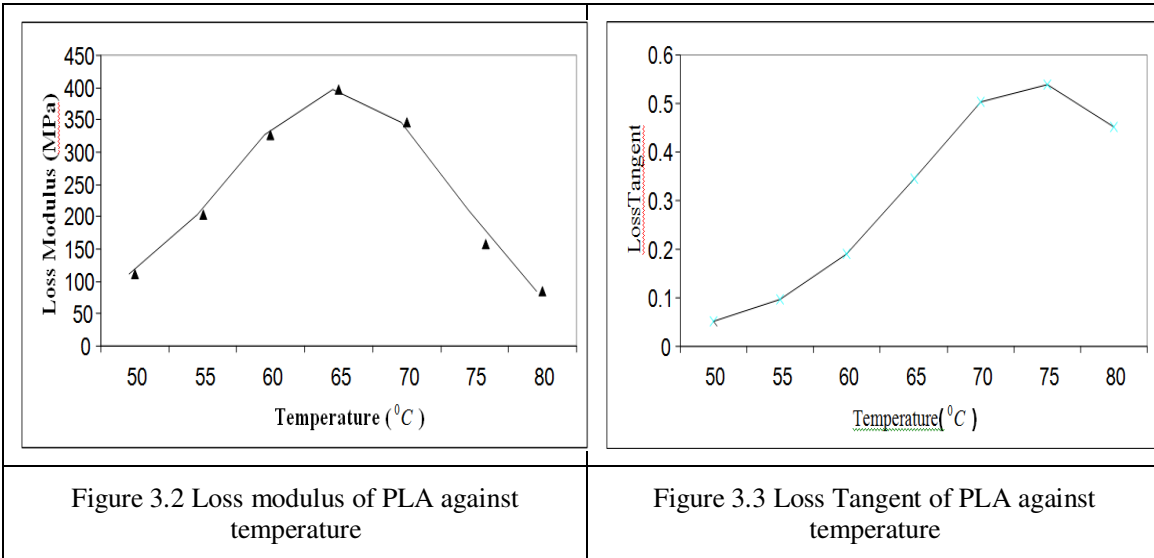 450
400
350
300
250
200
150
100
50
0
Loss Modulus (MPa)
50 55 60 65 70 75 80
Temperature (⁰C )
0.6
0.5
0.4
0.3
0.2
0.1
0
LossTangent
50 55 60 65 70 75 80
Temperature(⁰C )
Figure 3.2 Loss modulus of PLA against
temperature
Figure 3.3 Loss Tangent of PLA against
temperature